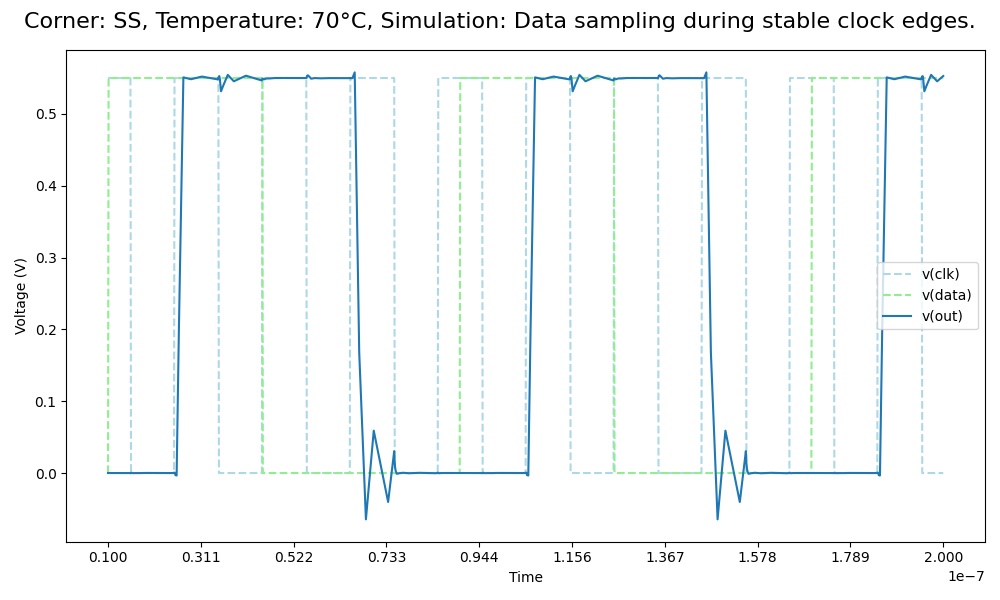 Corner: SS, Temperature: 70°C, Simulation: Data sampling during stable clock edges.
Voltage (V)
0.5
0.4
0.3
0.2
0.1
0.0
v(clk)
v(data)
v(out)
0.100 0.311 0.522 0.733 0.944 1.156 1.367 1.578 1.789 2.000
1e−7
Time